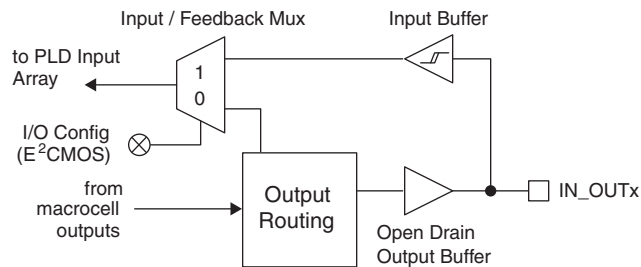 Input / Feedback Mux
Input Buffer
to PLD Input
Array
1
0
I/O Config
(E²CMOS)
from
macrocell
outputs
Output
Routing
IN_OUTx
Open Drain
Output Buffer